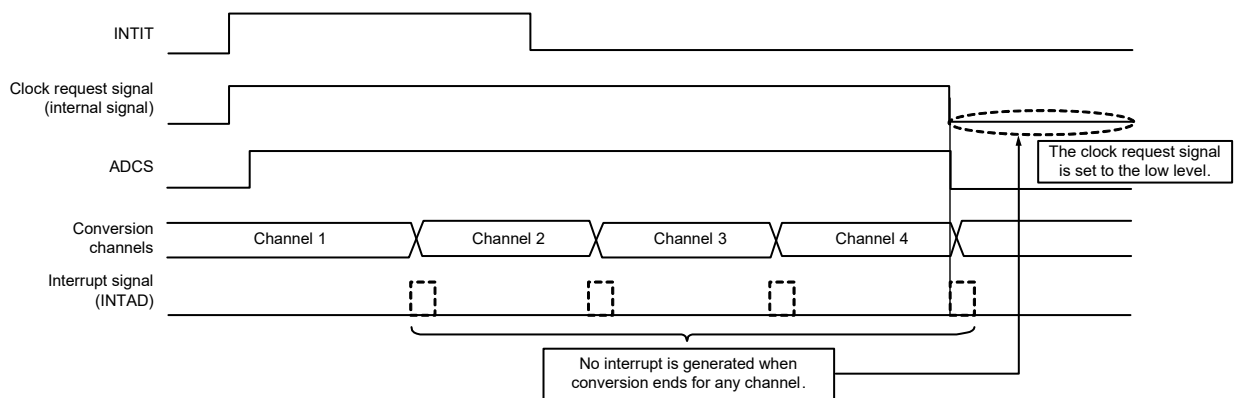 INTIT
Clock request signal
(internal signal)
The clock request signal
is set to the low level.
ADCS
Conversion
channels
Channel 1
Channel 2
Channel 3
Channel 4
Interrupt signal
(INTAD)
No interrupt is generated when
conversion ends for any channel.